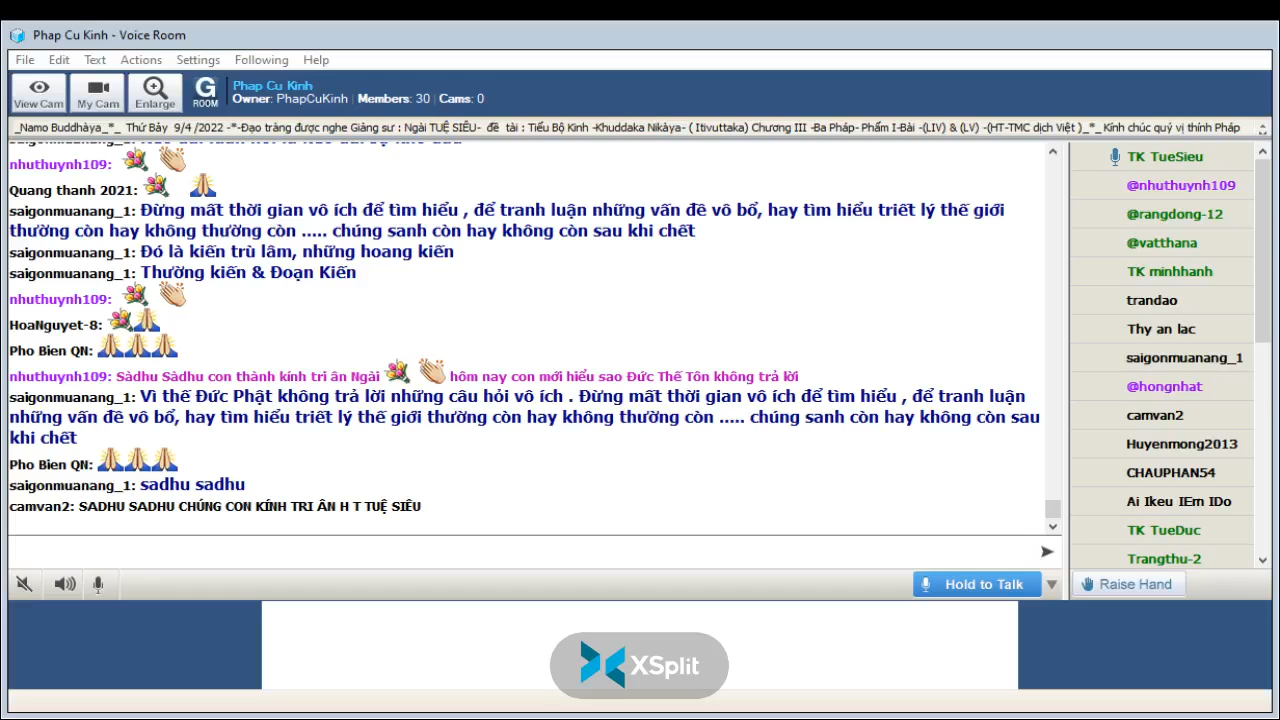 Phap Cu Kinh - Voice Room
File Edit Text Actions Settings Following Help
View Cam My Cam Enlarge G ROOM
Phap Cu Kinh
Owner: PhapCuKinh | Members: 30 | Cams: 0
_Namo Buddhàya_*_ Thứ Bảy 9/4 /2022 -*-Đạo tràng được nghe Giảng sư : Ngài TUỆ SIÊU- đề tài : Tiểu Bộ Kinh -Khuddaka Nikàya- ( Itivuttaka) Chương III -Ba Pháp- Phẩm I-Bài -(LIV) & (LV) -(HT-TMC dịch Việt )_*_ Kính chúc quý vị thính Pháp
nhuthuynh109:
Quang thanh 2021:
saigonmuanang_1: Đừng mất thời gian vô ích để tìm hiểu , để tranh luận những vấn đề vô bổ, hay tìm hiểu triết lý thế giới
thường còn hay không thường còn ..... chúng sanh còn hay không còn sau khi chết
saigonmuanang_1: Đó là kiến trù lâm, những hoang kiến
saigonmuanang_1: Thường kiến & Đoạn Kiến
nhuthuynh109:
HoaNguyet-8:
Pho Bien QN:
nhuthuynh109: Sàdhu Sàdhu con thành kính tri ân Ngài hôm nay con mới hiểu sao Đức Thế Tôn không trả lời
saigonmuanang_1: Vì thế Đức Phật không trả lời những câu hỏi vô ích . Đừng mất thời gian vô ích để tìm hiểu , để tranh luận
những vấn đề vô bổ, hay tìm hiểu triết lý thế giới thường còn hay không thường còn ..... chúng sanh còn hay không còn sau
khi chết
Pho Bien QN:
saigonmuanang_1: sadhu sadhu
camvan2: SADHU SADHU CHÚNG CON KÍNH TRI ÂN H T TUỆ SIÊU
TK TueSieu
@nhuthuynh109
@rangdong-12
@vatthana
TK minhhanh
trandao
Thy an lac
saigonmuanang_1
@hongnhat
camvan2
Huyenmong2013
CHAUPHAN54
Ai Ikeu IEm IDo
TK TueDuc
Trangthu-2
Hold to Talk
Raise Hand
XSplit